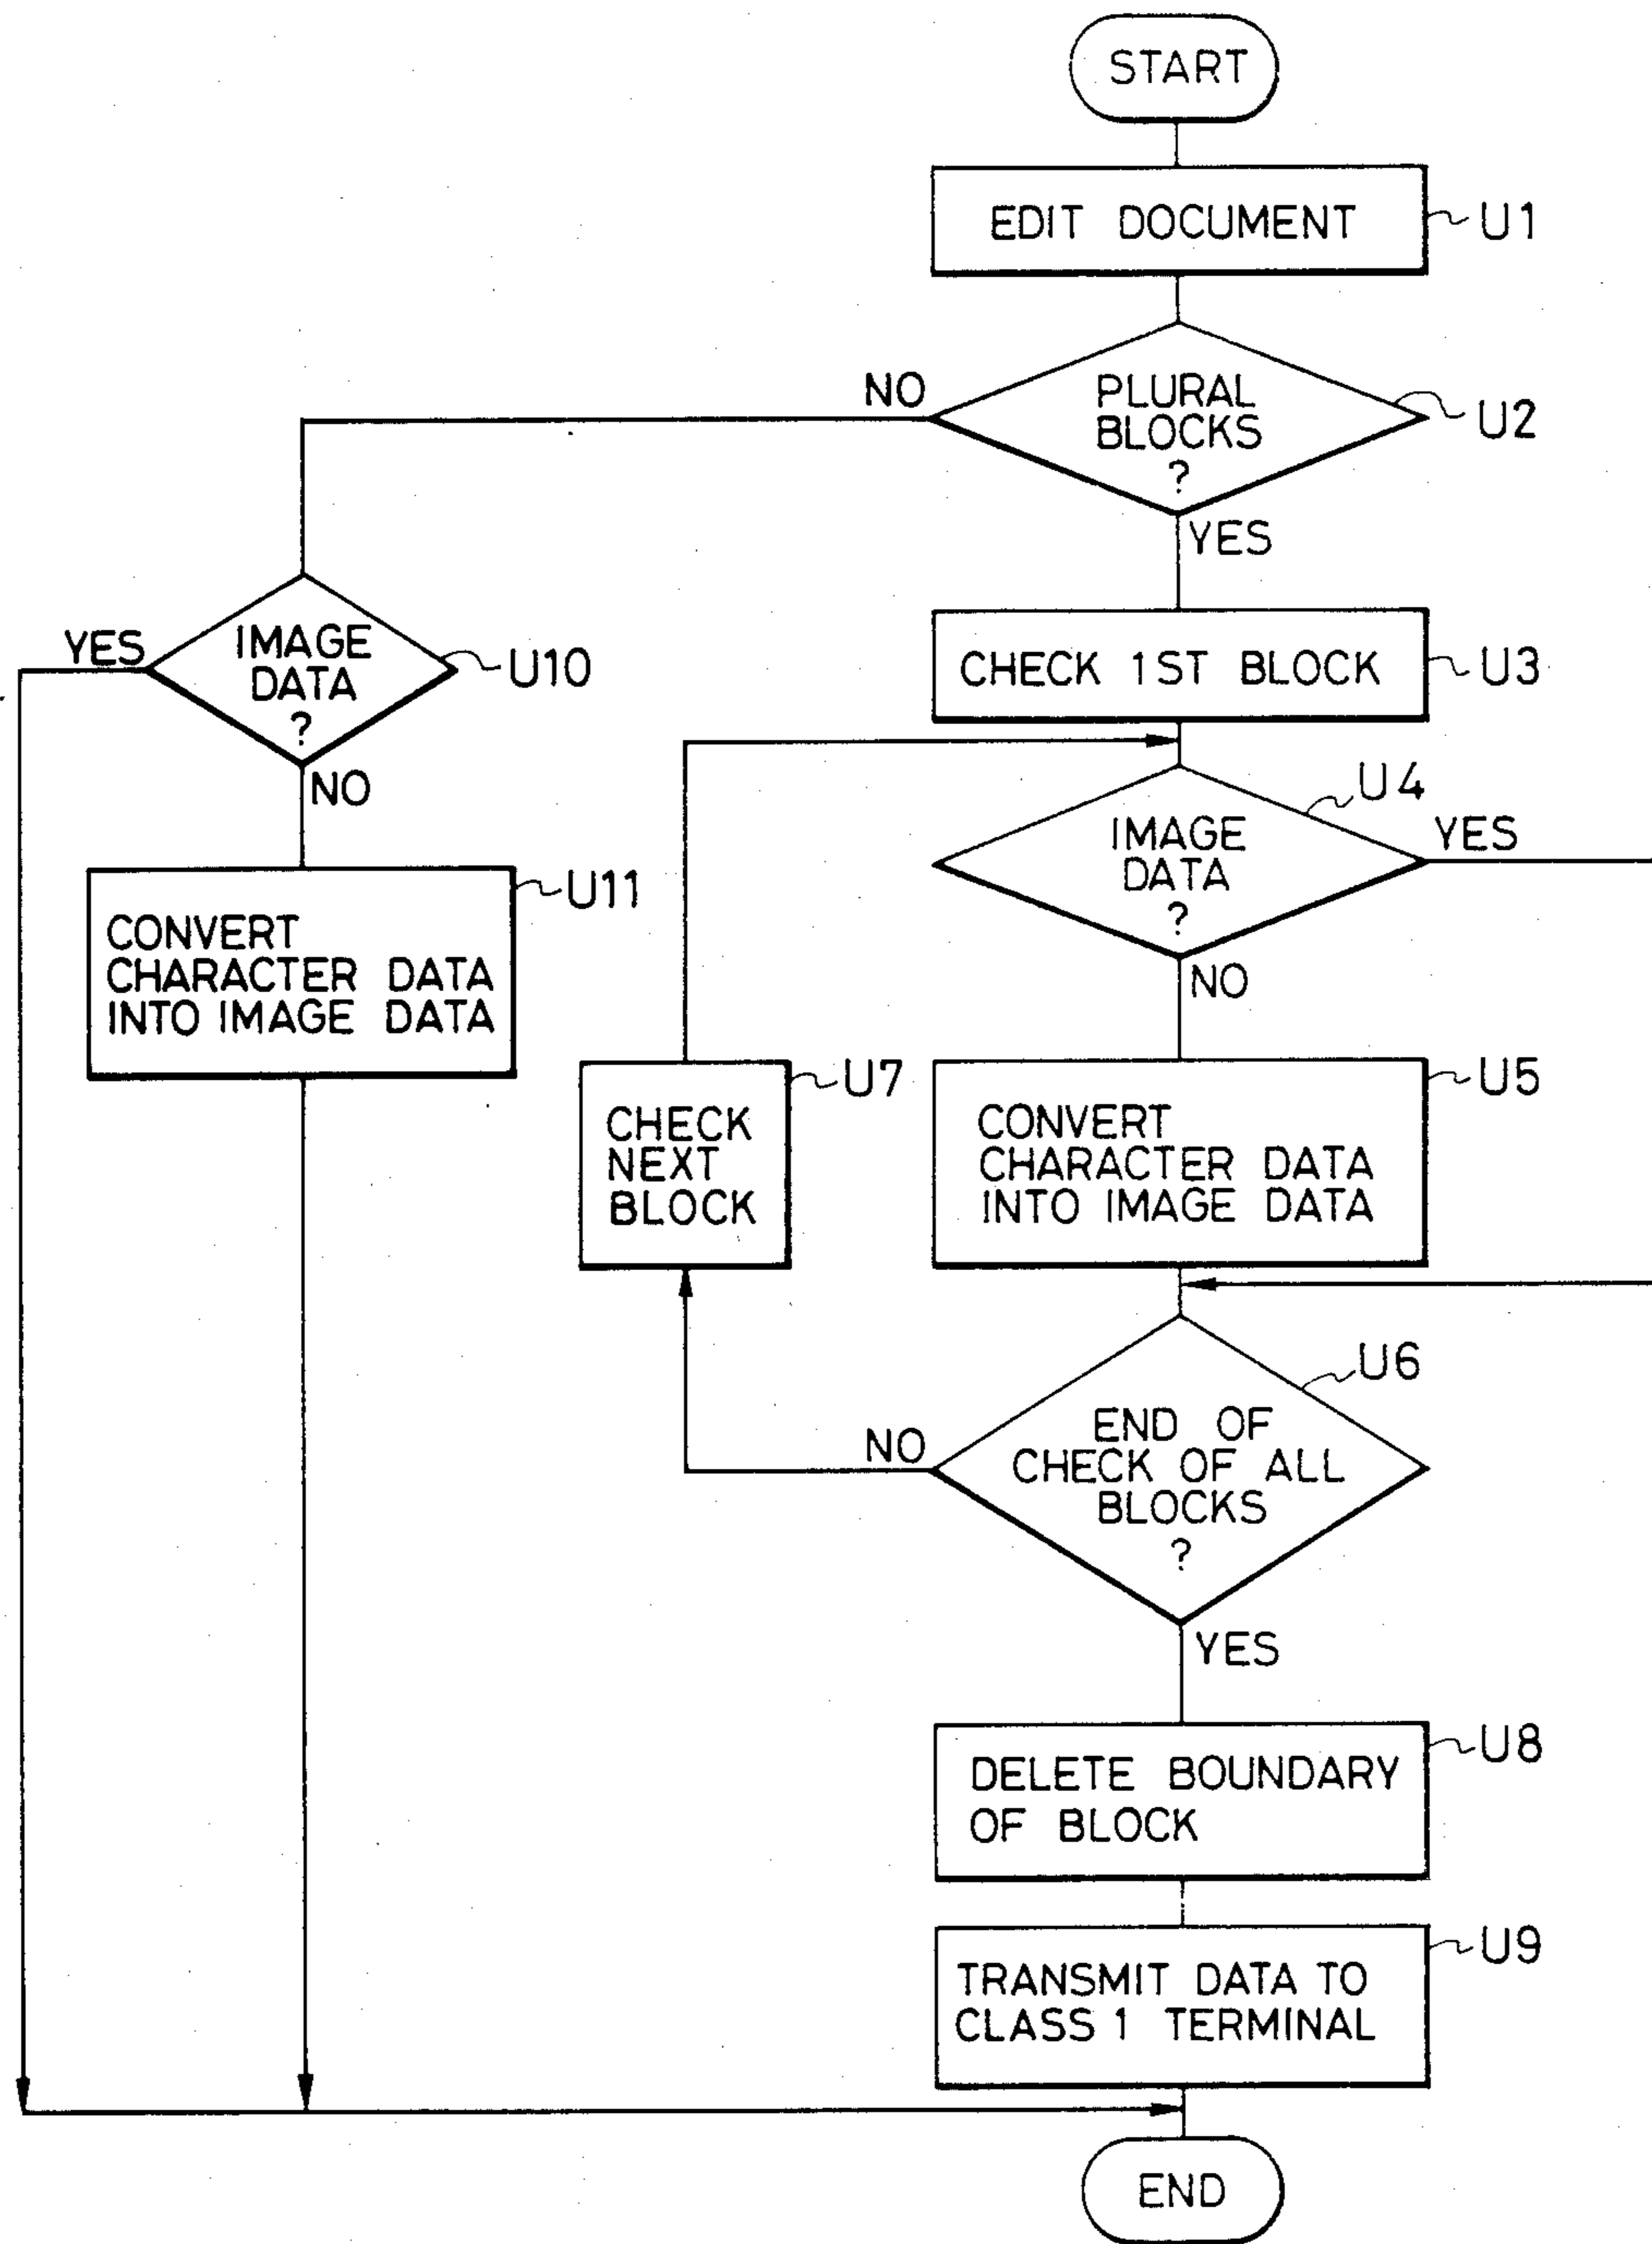 START
EDIT DOCUMENT
U1
PLURAL
BLOCKS
?
U2
NO
YES
CHECK 1ST BLOCK
U3
IMAGE
DATA
?
U4
YES
NO
CONVERT
CHARACTER DATA
INTO IMAGE DATA
U5
END OF
CHECK OF ALL
BLOCKS
?
U6
NO
YES
CHECK
NEXT
BLOCK
U7
DELETE BOUNDARY
OF BLOCK
U8
TRANSMIT DATA TO
CLASS 1 TERMINAL
U9
IMAGE
DATA
?
U10
YES
NO
CONVERT
CHARACTER DATA
INTO IMAGE DATA
U11
END